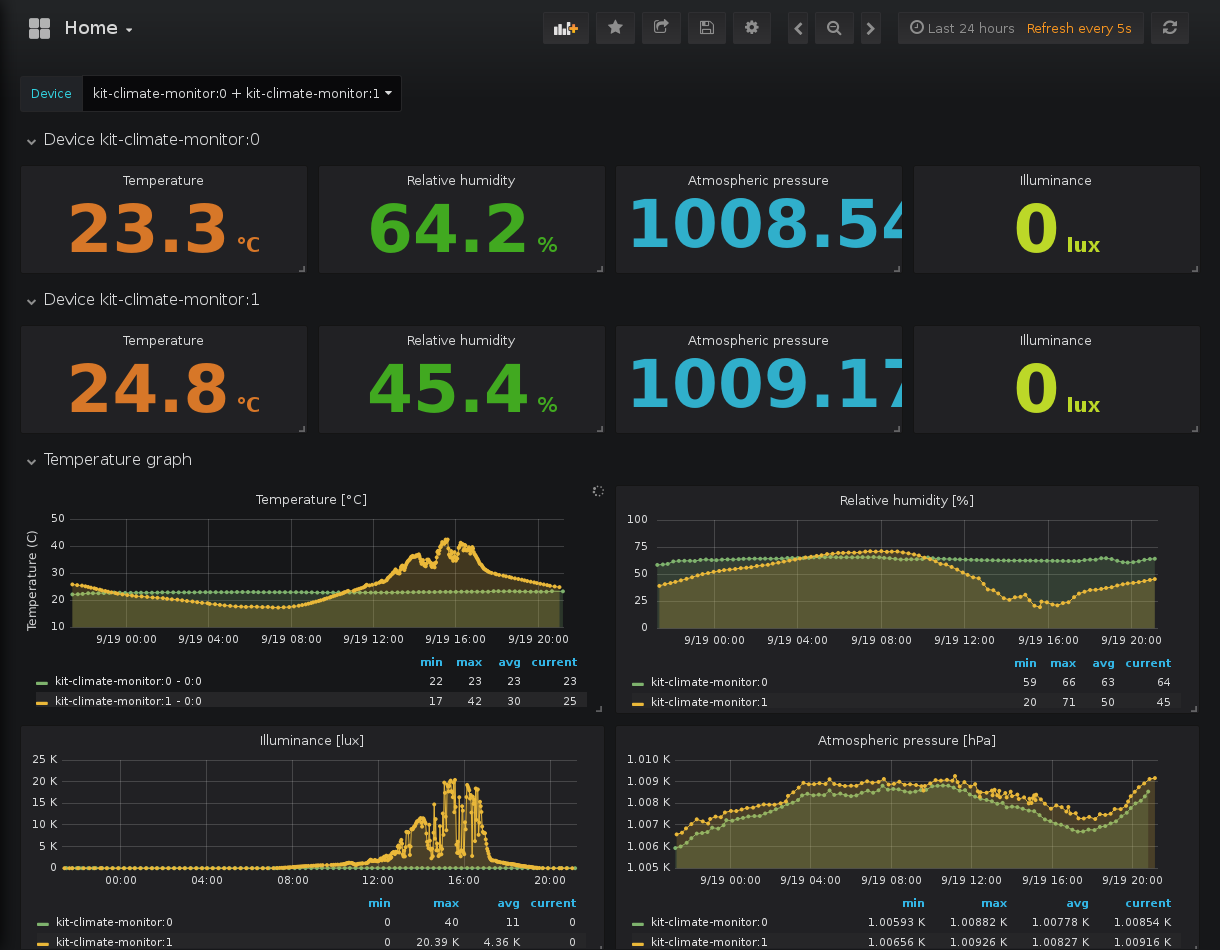 Home
Last 24 hours Refresh every 5s
Device kit-climate-monitor:0 + kit-climate-monitor:1
Device kit-climate-monitor:0
Temperature Relative humidity Atmospheric pressure Illuminance
23.3 °C 64.2 % 1008.54 0 lux
Device kit-climate-monitor:1
Temperature Relative humidity Atmospheric pressure Illuminance
24.8 °C 45.4 % 1009.17 0 lux
Temperature graph
Temperature [°C]
Temperature (C)
50
40
30
20
10
9/19 00:00 9/19 04:00 9/19 08:00 9/19 12:00 9/19 16:00 9/19 20:00
min max avg current
kit-climate-monitor:0 - 0:0 22 23 23 23
kit-climate-monitor:1 - 0:0 17 42 30 25
Relative humidity [%]
100
75
50
25
0
9/19 00:00 9/19 04:00 9/19 08:00 9/19 12:00 9/19 16:00 9/19 20:00
min max avg current
kit-climate-monitor:0 59 66 63 64
kit-climate-monitor:1 20 71 50 45
Illuminance [lux]
25 K
20 K
15 K
10 K
5 K
0
00:00 04:00 08:00 12:00 16:00 20:00
min max avg current
kit-climate-monitor:0 0 40 11 0
kit-climate-monitor:1 0 20.39 K 4.36 K 0
Atmospheric pressure [hPa]
1.010 K
1.009 K
1.008 K
1.007 K
1.006 K
1.005 K
9/19 00:00 9/19 04:00 9/19 08:00 9/19 12:00 9/19 16:00 9/19 20:00
min max avg current
kit-climate-monitor:0 1.00593 K 1.00882 K 1.00778 K 1.00854 K
kit-climate-monitor:1 1.00656 K 1.00926 K 1.00827 K 1.00916 K